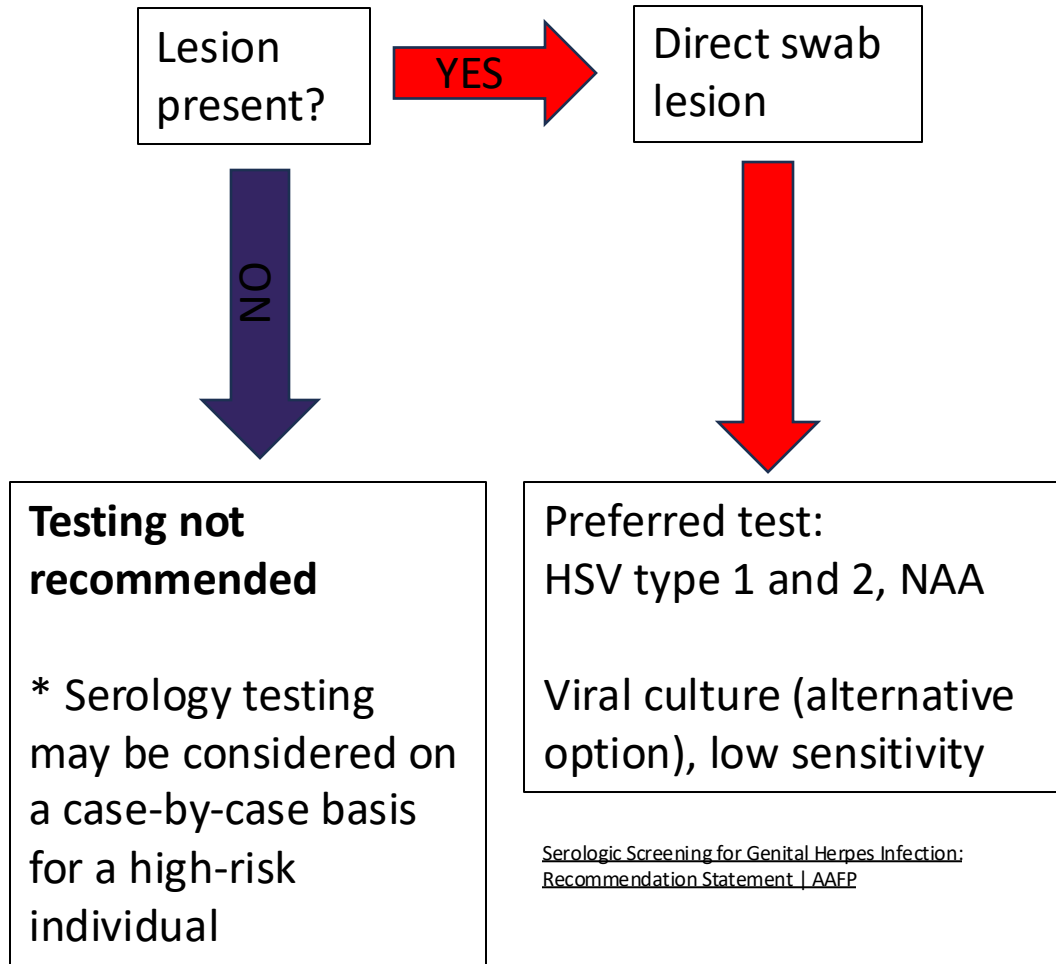 Lesion
present?
YES
Direct swab
lesion
NO
Testing not
recommended
* Serology testing
may be considered on
a case-by-case basis
for a high-risk
individual
Preferred test:
HSV type 1 and 2, NAA
Viral culture (alternative
option), low sensitivity
Serologic Screening for Genital Herpes Infection:
Recommendation Statement | AAFP